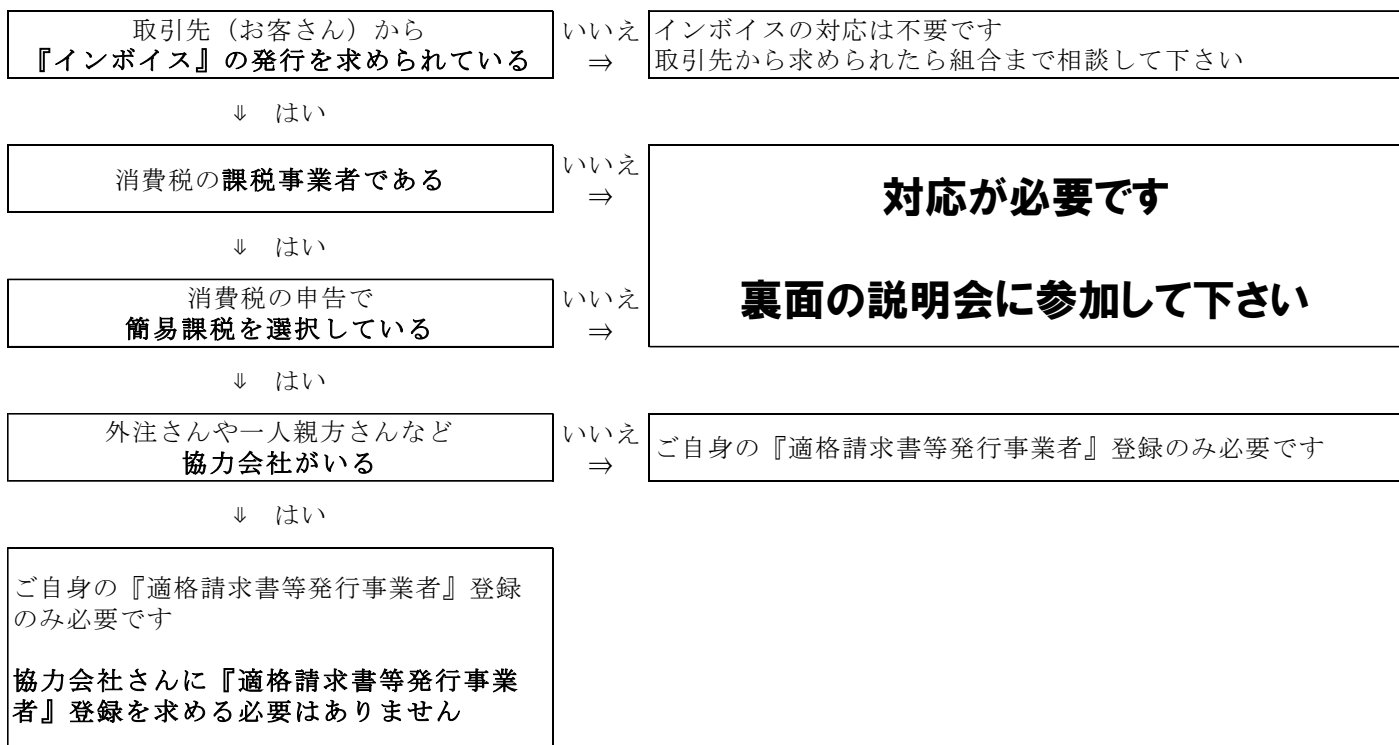 取引先（お客さん）から
『インボイス』の発行を求められている
いいえ
⇒
インボイスの対応は不要です
取引先から求められたら組合まで相談して下さい
⇓　はい
消費税の課税事業者である
いいえ
⇒
対応が必要です
裏面の説明会に参加して下さい
⇓　はい
消費税の申告で
簡易課税を選択している
いいえ
⇒
⇓　はい
外注さんや一人親方さんなど
協力会社がいる
いいえ
⇒
ご自身の『適格請求書等発行事業者』登録のみ必要です
⇓　はい
ご自身の『適格請求書等発行事業者』登録
のみ必要です
協力会社さんに『適格請求書等発行事業
者』登録を求める必要はありません